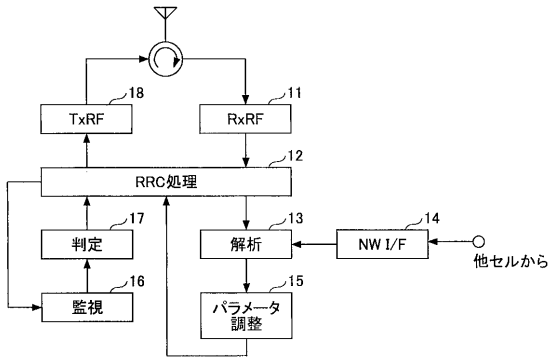 18
TxRF
11
RxRF
12
RRC処理
17
判定
13
解析
14
NW I/F
他セルから
16
監視
15
パラメータ
調整